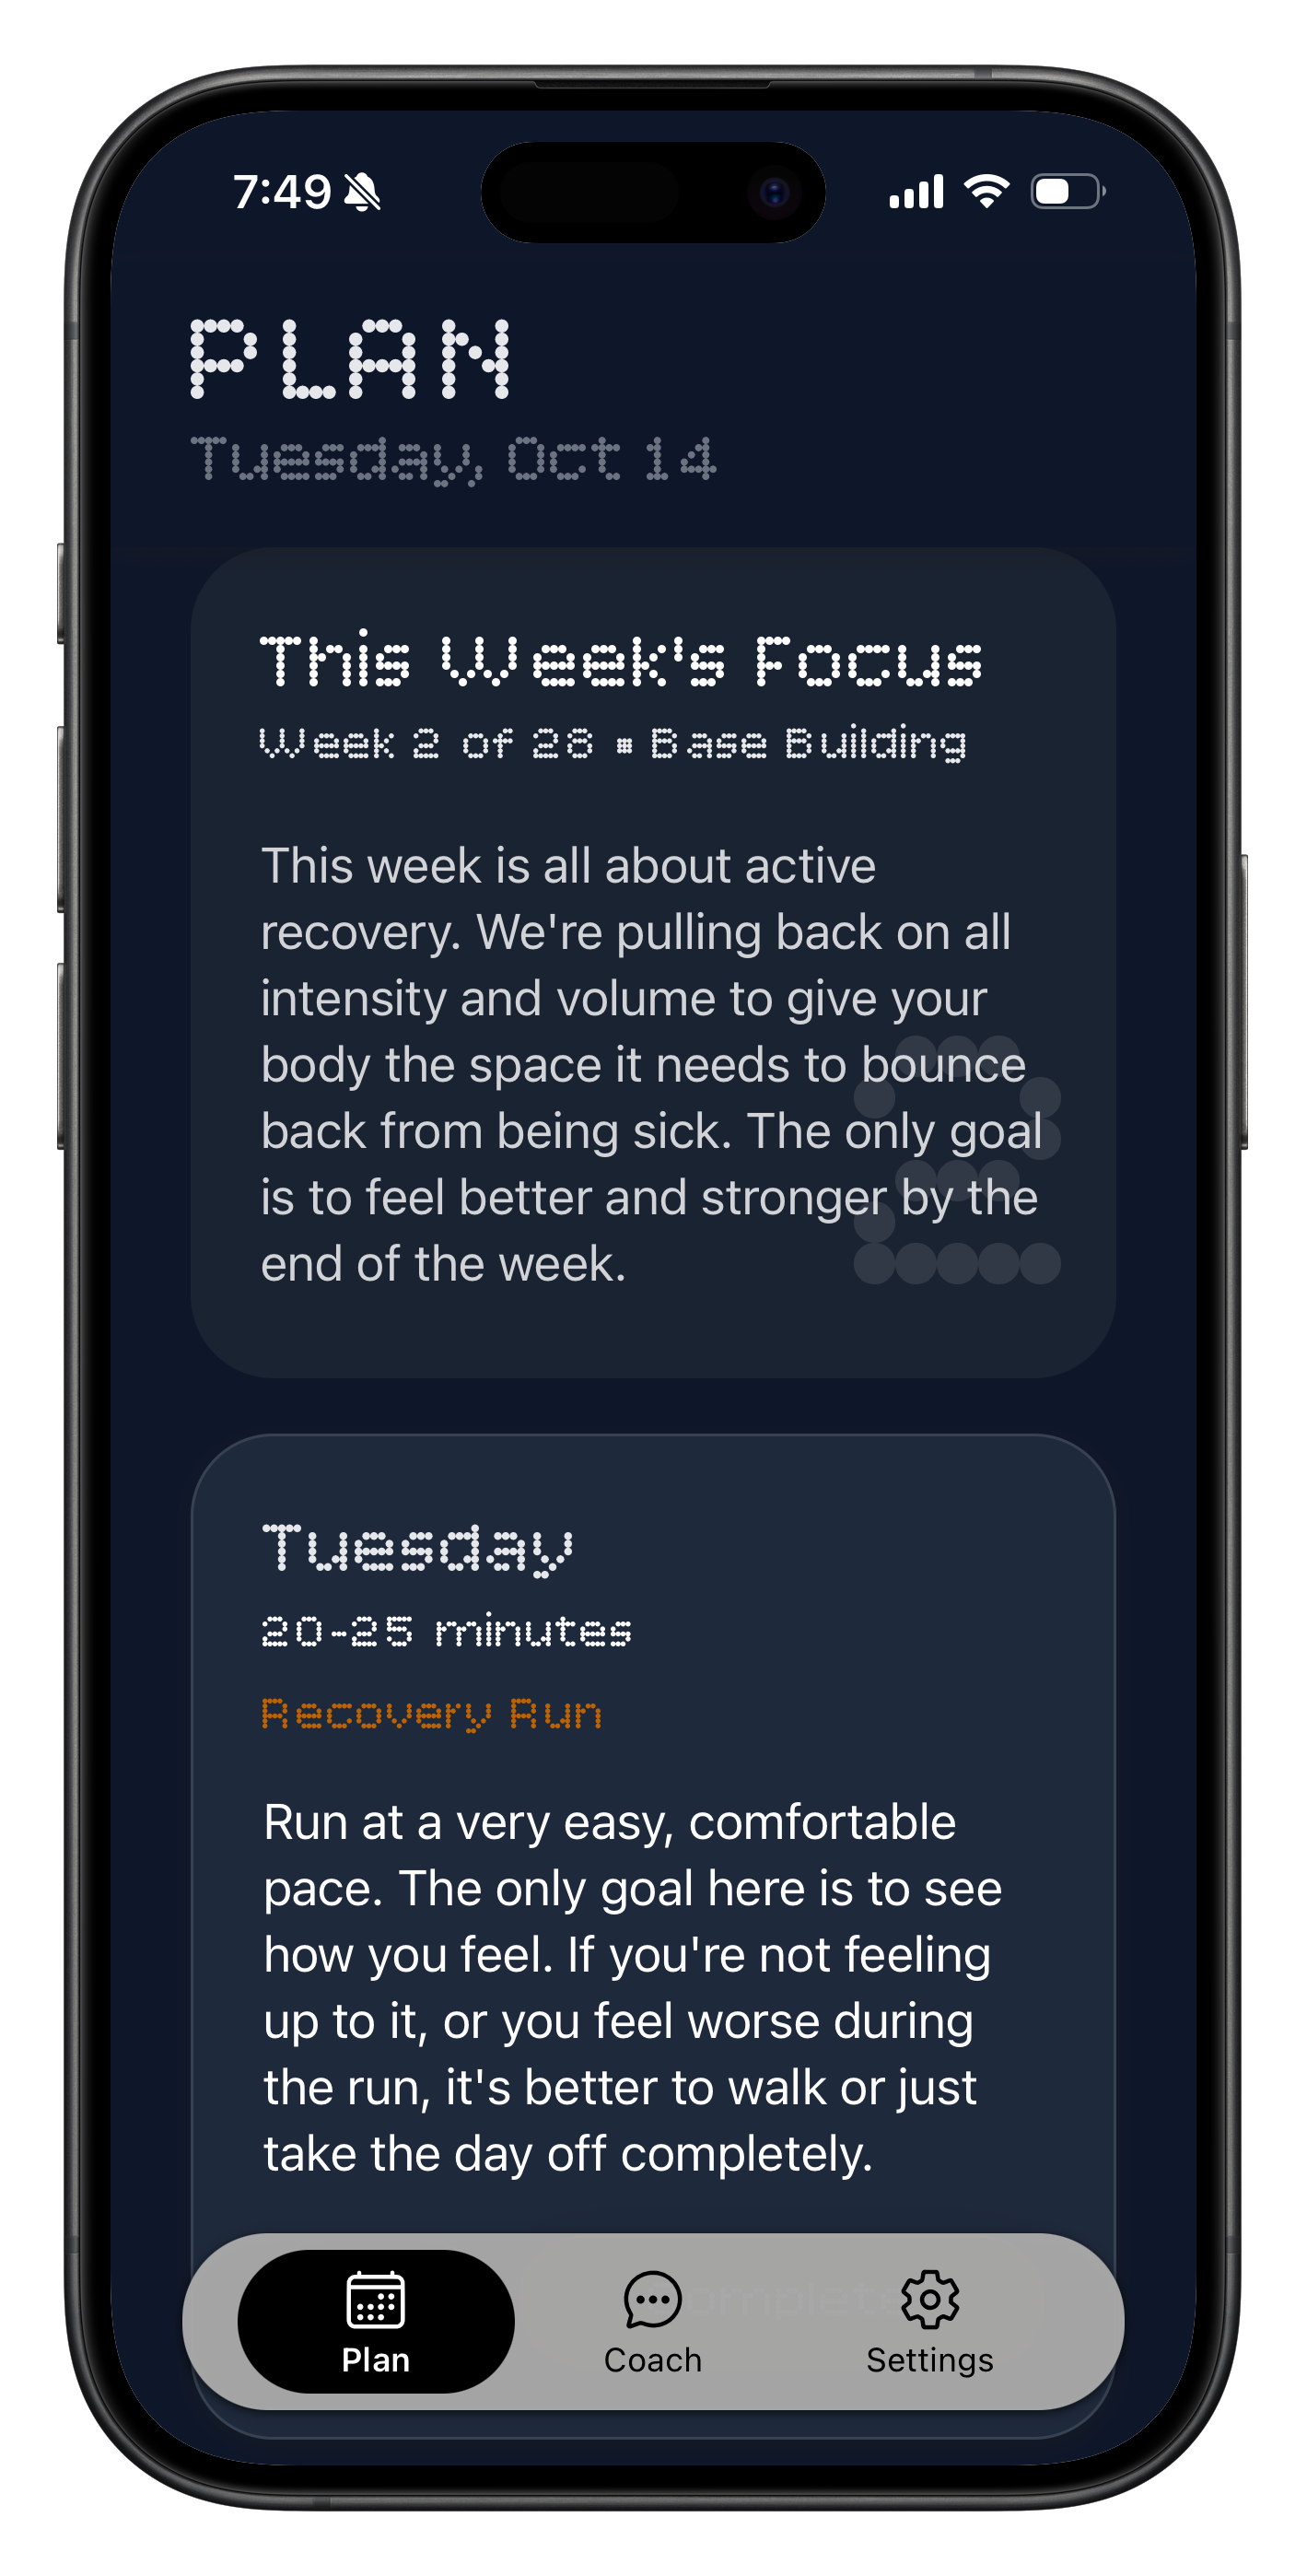 7:49
PLAN
Tuesday, Oct 14
This Week's Focus
Week 2 of 28 ▪ Base Building
This week is all about active
recovery. We're pulling back on all
intensity and volume to give your
body the space it needs to bounce
back from being sick. The only goal
is to feel better and stronger by the
end of the week.
2
Tuesday
20-25 minutes
Recovery Run
Run at a very easy, comfortable
pace. The only goal here is to see
how you feel. If you're not feeling
up to it, or you feel worse during
the run, it's better to walk or just
take the day off completely.
Plan Coach Settings